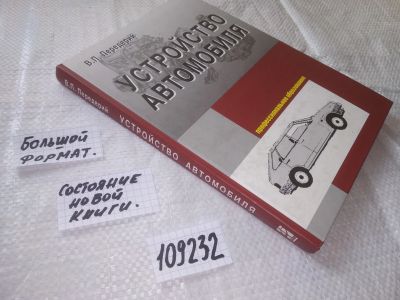 В.П. Передерий
УСТРОЙСТВО
АВТОМОБИЛЯ
профессиональное образование
В.П. Передерий УСТРОЙСТВО АВТОМОБИЛЯ
БОЛЬШОЙ
ФОРМАТ.
СОСТОЯНИЕ
НОВОЙ
КНИГИ.
109232